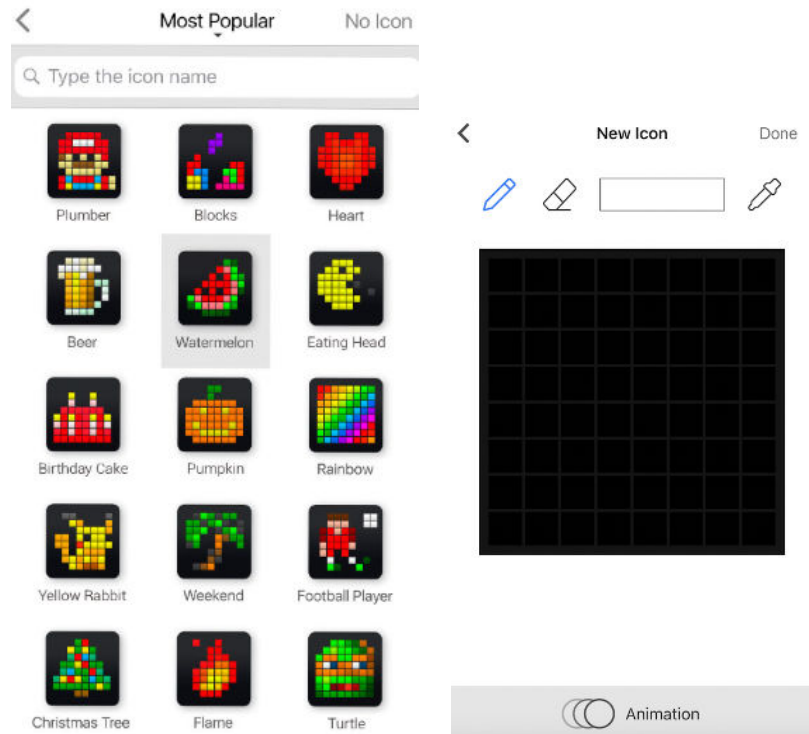 Most Popular
No Icon
Type the icon name
Plumber
Blocks
Heart
Beer
Watermelon
Eating Head
Birthday Cake
Pumpkin
Rainbow
Yellow Rabbit
Weekend
Football Player
Christmas Tree
Flame
Turtle
New Icon
Done
Animation